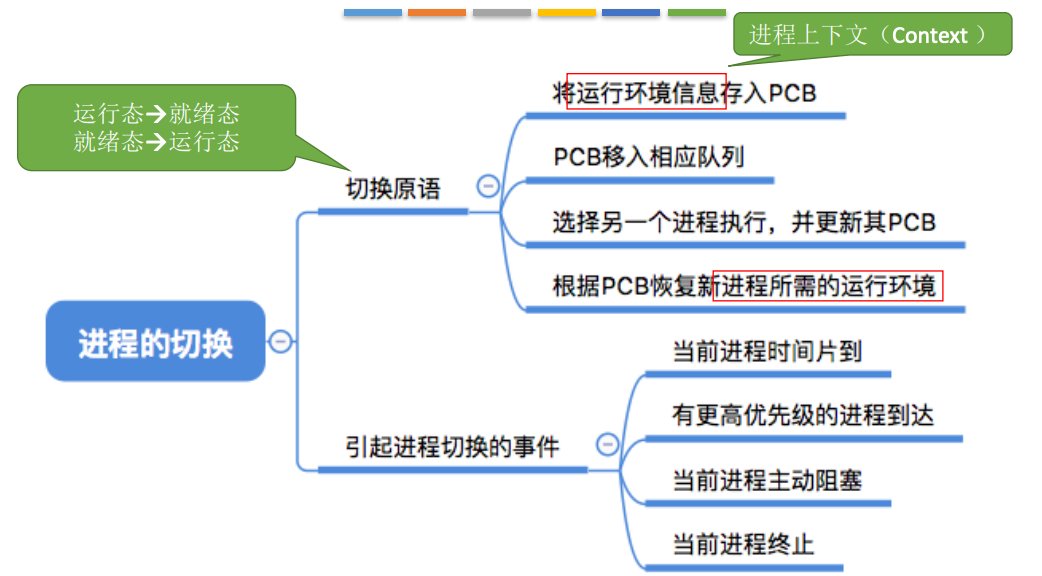 进程上下文（Context ）
运行态→就绪态
就绪态→运行态
将运行环境信息存入PCB
PCB移入相应队列
切换原语
选择另一个进程执行，并更新其PCB
根据PCB恢复新进程所需的运行环境
进程的切换
当前进程时间片到
有更高优先级的进程到达
引起进程切换的事件
当前进程主动阻塞
当前进程终止